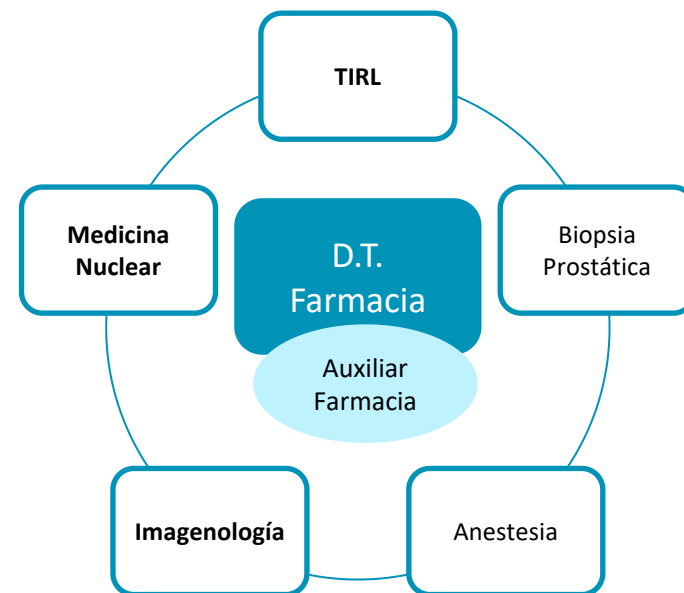 TIRL
Medicina
Nuclear
D.T.
Farmacia
Biopsia
Prostática
Auxiliar
Farmacia
Imagenología
Anestesia